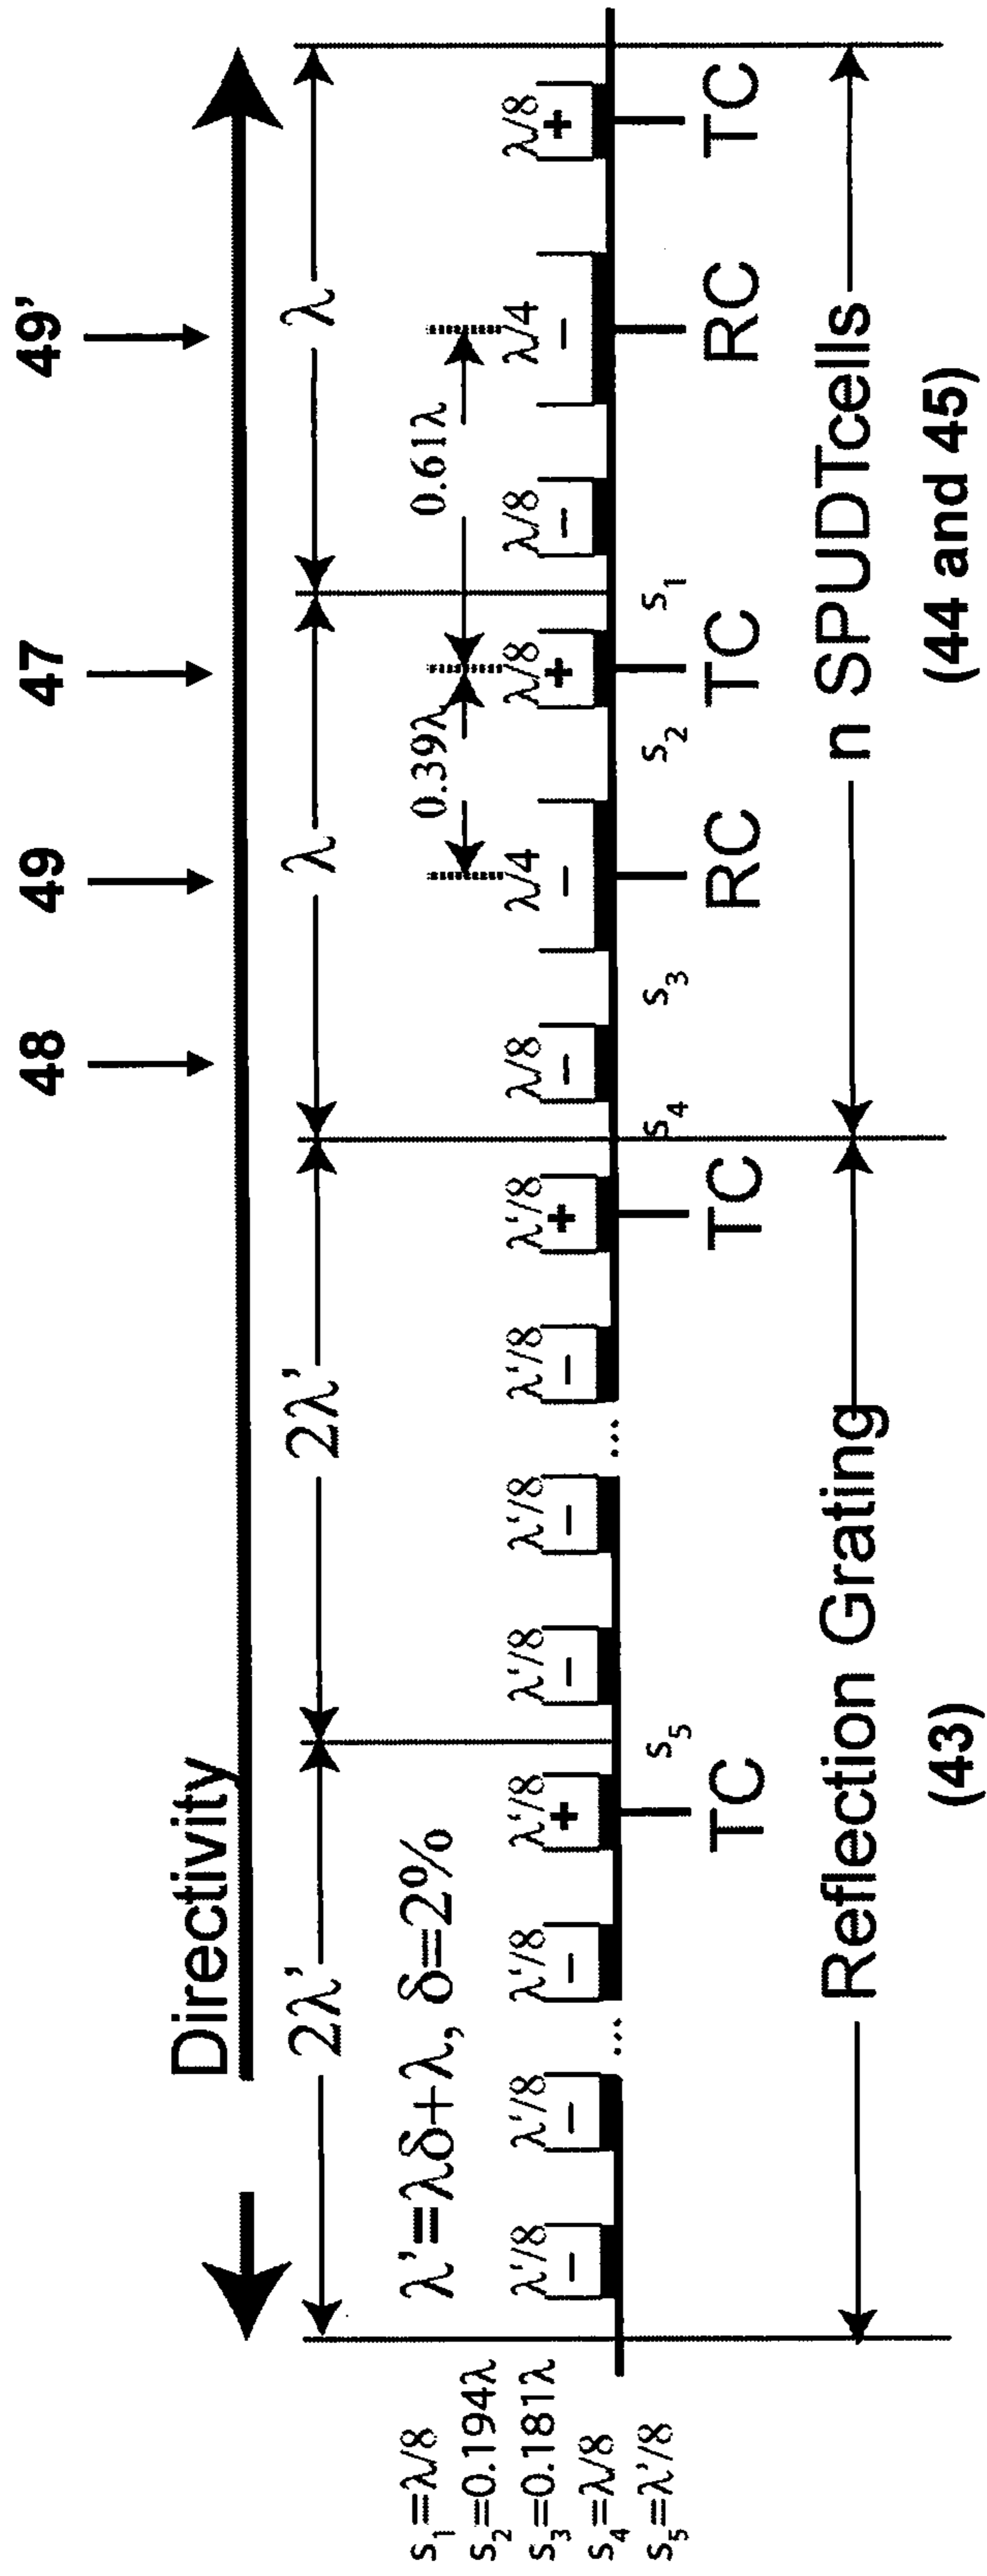 49'
47
49
48
Directivity
2λ'
2λ'
λ
λ
0.39λ
0.61λ
λ'=λδ+λ, δ=2%
s1=λ/8
s2=0.194λ
s3=0.1811λ
s4=λ/8
s5=λ'/8
λ'/8
λ'/8
λ'/8
λ'/8
λ'/8
λ'/8
λ'/8
λ'/8
λ/8
λ/4
λ/8
λ/8
λ/4
λ/8
−
−
...
−
+
−
−
...
−
+
−
−
+
−
−
+
s5
s4
s3
s2
s1
TC
TC
RC
TC
RC
TC
Reflection Grating
(43)
n SPUDTcells
(44 and 45)